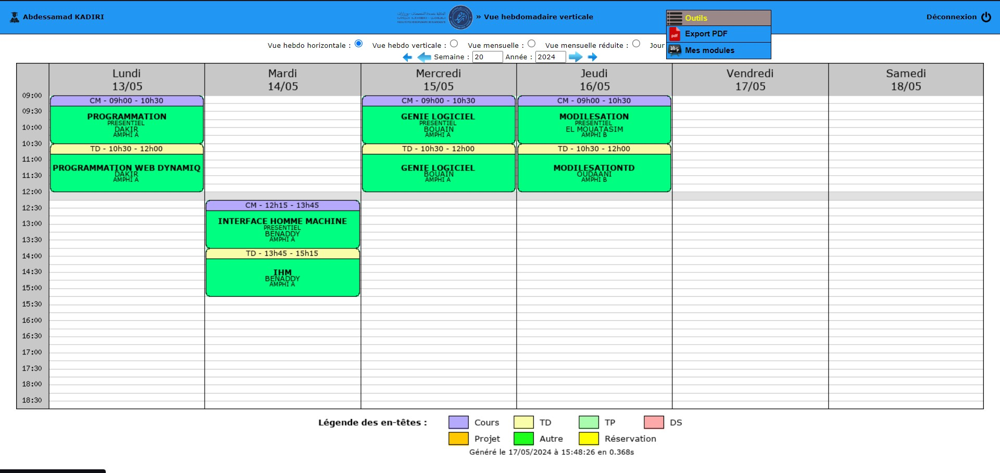 Abdessamad KADIRI
» Vue hebdomadaire verticale
Outils
Export PDF
Mes modules
Déconnexion
Vue hebdo horizontale : Vue hebdo verticale : Vue mensuelle : Vue mensuelle réduite : Jour
Semaine : 20 Année : 2024
Lundi 13/05
Mardi 14/05
Mercredi 15/05
Jeudi 16/05
Vendredi 17/05
Samedi 18/05
09:00
09:30
10:00
10:30
11:00
11:30
12:00
12:30
13:00
13:30
14:00
14:30
15:00
15:30
16:00
16:30
17:00
17:30
18:00
18:30
CM - 09h00 - 10h30
PROGRAMMATION
PRESENTIEL
DAKIR
AMPHI A
TD - 10h30 - 12h00
PROGRAMMATION WEB DYNAMIQ
DAKIR
AMPHI A
CM - 12h15 - 13h45
INTERFACE HOMME MACHINE
PRESENTIEL
BENADDY
AMPHI A
TD - 13h45 - 15h15
IHM
BENADDY
AMPHI A
CM - 09h00 - 10h30
GENIE LOGICIEL
PRESENTIEL
BOUAIN
AMPHI A
TD - 10h30 - 12h00
GENIE LOGICIEL
BOUAIN
AMPHI A
CM - 09h00 - 10h30
MODILESATION
PRESENTIEL
EL MOUATASIM
AMPHI B
TD - 10h30 - 12h00
MODILESATIONTD
OUDAANI
AMPHI B
Légende des en-têtes : Cours TD TP DS
Projet Autre Réservation
Généré le 17/05/2024 à 15:48:26 en 0.368s